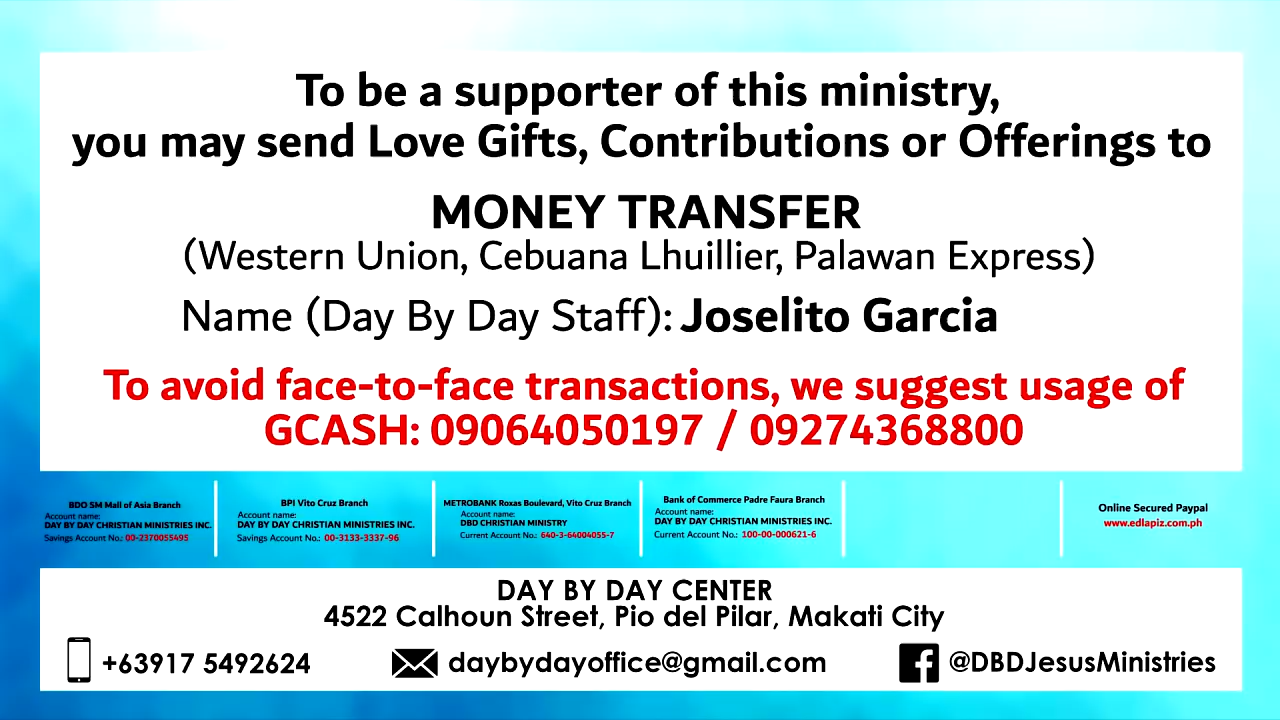 To be a supporter of this ministry,
you may send Love Gifts, Contributions or Offerings to
MONEY TRANSFER
(Western Union, Cebuana Lhuillier, Palawan Express)
Name (Day By Day Staff): Joselito Garcia
To avoid face-to-face transactions, we suggest usage of
GCASH: 09064050197 / 09274368800
BDO SM Mall of Asia Branch
Account name:
DAY BY DAY CHRISTIAN MINISTRIES INC.
Savings Account No.: 00-2370055495
BPI Vito Cruz Branch
Account name:
DAY BY DAY CHRISTIAN MINISTRIES INC.
Savings Account No.: 00-3133-3337-96
METROBANK Roxas Boulevard, Vito Cruz Branch
Account name:
DBD CHRISTIAN MINISTRY
Current Account No.: 640-3-64004055-7
Bank of Commerce Padre Faura Branch
Account name:
DAY BY DAY CHRISTIAN MINISTRIES INC.
Current Account No.: 100-00-000621-6
Online Secured Paypal
www.edlapiz.com.ph
DAY BY DAY CENTER
4522 Calhoun Street, Pio del Pilar, Makati City
+63917 5492624
daybydayoffice@gmail.com
@DBDJesusMinistries